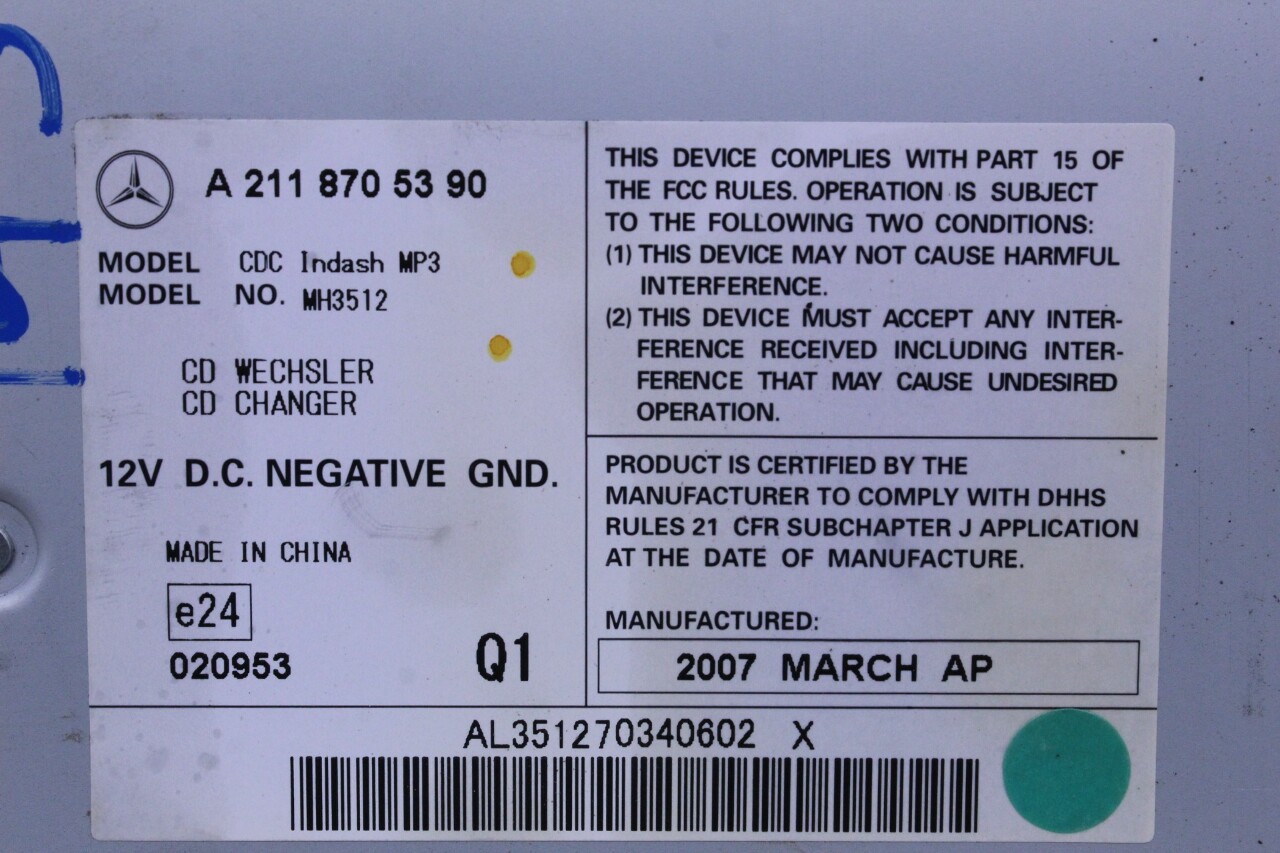 A 211 870 53 90
MODEL CDC Indash MP3
MODEL NO. MH3512
CD WECHSLER
CD CHANGER
12V D.C. NEGATIVE GND.
MADE IN CHINA
e24
020953
Q1
THIS DEVICE COMPLIES WITH PART 15 OF
THE FCC RULES. OPERATION IS SUBJECT
TO THE FOLLOWING TWO CONDITIONS:
(1) THIS DEVICE MAY NOT CAUSE HARMFUL
INTERFERENCE.
(2) THIS DEVICE MUST ACCEPT ANY INTER-
FERENCE RECEIVED INCLUDING INTER-
FERENCE THAT MAY CAUSE UNDESIRED
OPERATION.
PRODUCT IS CERTIFIED BY THE
MANUFACTURER TO COMPLY WITH DHHS
RULES 21 CFR SUBCHAPTER J APPLICATION
AT THE DATE OF MANUFACTURE.
MANUFACTURED:
2007 MARCH AP
AL351270340602 X